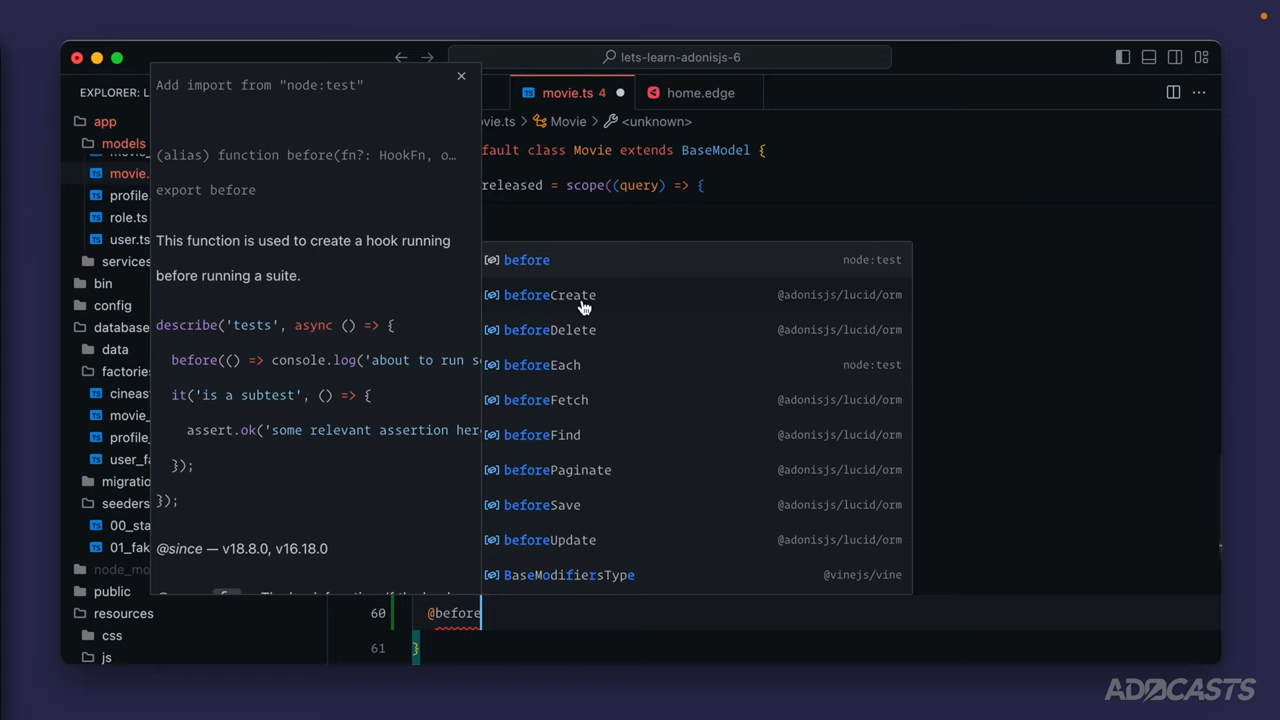 lets-learn-adonisjs-6
EXPLORER: L
movie.ts 4
home.edge
vie.ts > Movie > <unknown>
app
models
movie_
movie.
profile.
role.ts
user.ts
services
bin
config
database
data
factories
cineast
movie_
profile_
user_fa
migration
seeders
00_sta
01_fak
node_mo
public
resources
css
js
Add import from "node:test"
(alias) function before(fn?: HookFn, o…
export before
This function is used to create a hook running
before running a suite.
describe('tests', async () => {
before(() => console.log('about to run s
it('is a subtest', () => {
assert.ok('some relevant assertion here
});
});
@since — v18.8.0, v16.18.0
fault class Movie extends BaseModel {
released = scope((query) => {
before node:test
beforeCreate @adonisjs/lucid/orm
beforeDelete @adonisjs/lucid/orm
beforeEach node:test
beforeFetch @adonisjs/lucid/orm
beforeFind @adonisjs/lucid/orm
beforePaginate @adonisjs/lucid/orm
beforeSave @adonisjs/lucid/orm
beforeUpdate @adonisjs/lucid/orm
BaseModifiersType @vinejs/vine
60 @before
61 }
ADOCASTS